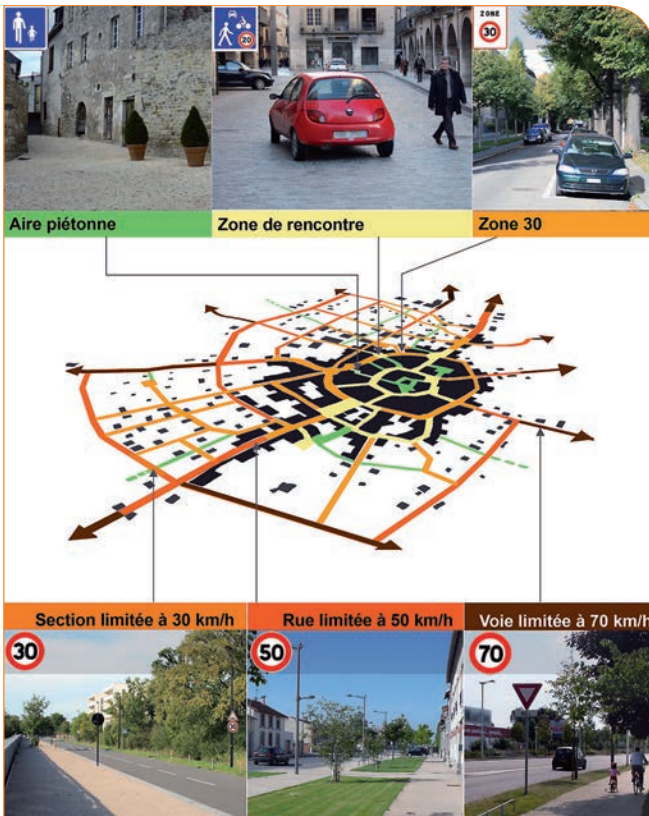 20
ZONE
30
Aire piétonne
Zone de rencontre
Zone 30
Section limitée à 30 km/h
Rue limitée à 50 km/h
Voie limitée à 70 km/h
30
50
70